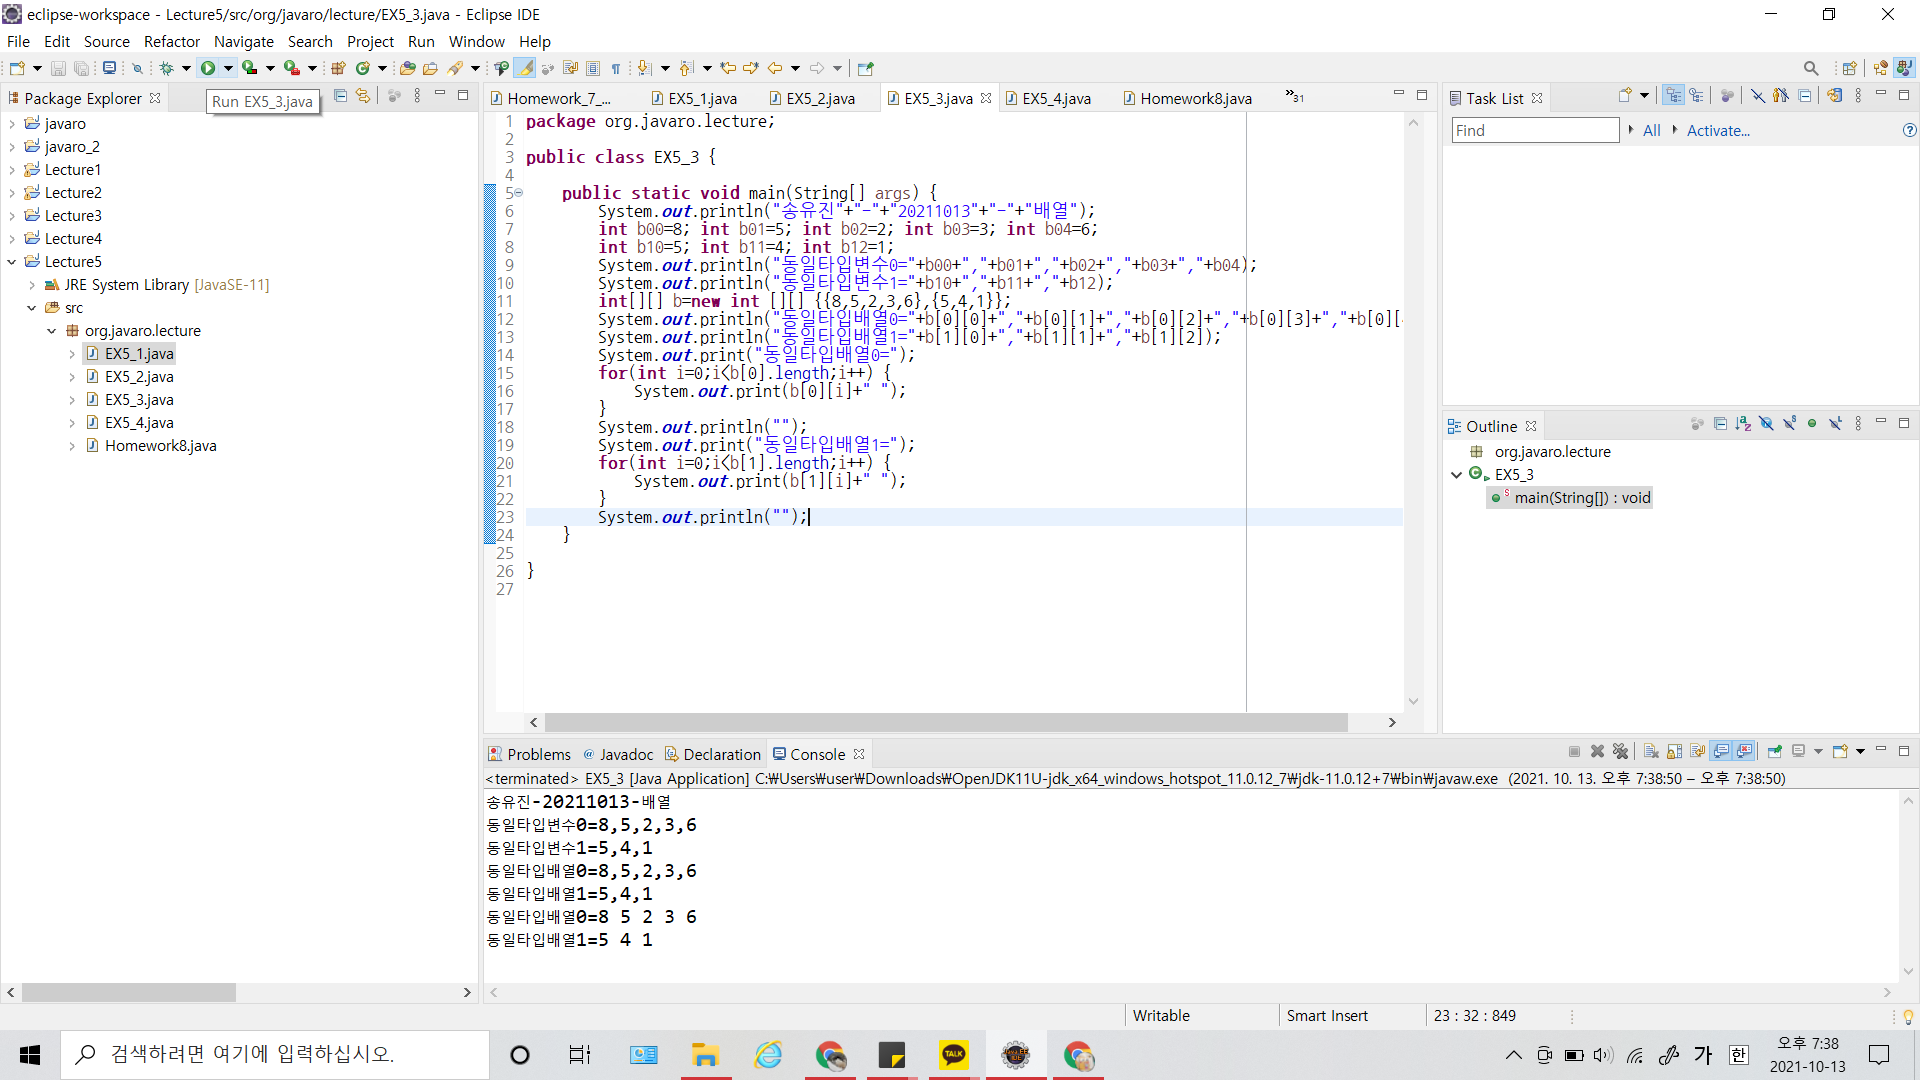 eclipse-workspace - Lecture5/src/org/javaro/lecture/EX5_3.java - Eclipse IDE
File Edit Source Refactor Navigate Search Project Run Window Help
Package Explorer
Run EX5_3.java
javaro
javaro_2
Lecture1
Lecture2
Lecture3
Lecture4
Lecture5
JRE System Library [JavaSE-11]
src
org.javaro.lecture
EX5_1.java
EX5_2.java
EX5_3.java
EX5_4.java
Homework8.java
Homework_7_... EX5_1.java EX5_2.java EX5_3.java EX5_4.java Homework8.java »31
1 package org.javaro.lecture;
2
3 public class EX5_3 {
4
5 public static void main(String[] args) {
6 System.out.println("송유진"+"-"+"20211013"+"-"+"배열");
7 int b00=8; int b01=5; int b02=2; int b03=3; int b04=6;
8 int b10=5; int b11=4; int b12=1;
9 System.out.println("동일타입변수0="+b00+","+b01+","+b02+","+b03+","+b04);
10 System.out.println("동일타입변수1="+b10+","+b11+","+b12);
11 int[][] b=new int [][] {{8,5,2,3,6},{5,4,1}};
12 System.out.println("동일타입배열0="+b[0][0]+","+b[0][1]+","+b[0][2]+","+b[0][3]+","+b[0][
13 System.out.println("동일타입배열1="+b[1][0]+","+b[1][1]+","+b[1][2]);
14 System.out.print("동일타입배열0=");
15 for(int i=0;i<b[0].length;i++) {
16 System.out.print(b[0][i]+" ");
17 }
18 System.out.println("");
19 System.out.print("동일타입배열1=");
20 for(int i=0;i<b[1].length;i++) {
21 System.out.print(b[1][i]+" ");
22 }
23 System.out.println("");
24 }
25
26 }
27
Task List
Find All Activate...
Outline
org.javaro.lecture
EX5_3
main(String[]) : void
Problems @ Javadoc Declaration Console
<terminated> EX5_3 [Java Application] C:₩Users₩user₩Downloads₩OpenJDK11U-jdk_x64_windows_hotspot_11.0.12_7₩jdk-11.0.12+7₩bin₩javaw.exe (2021. 10. 13. 오후 7:38:50 – 오후 7:38:50)
송유진-20211013-배열
동일타입변수0=8,5,2,3,6
동일타입변수1=5,4,1
동일타입배열0=8,5,2,3,6
동일타입배열1=5,4,1
동일타입배열0=8 5 2 3 6
동일타입배열1=5 4 1
Writable Smart Insert 23 : 32 : 849
검색하려면 여기에 입력하십시오.
TALK
가 한
오후 7:38
2021-10-13